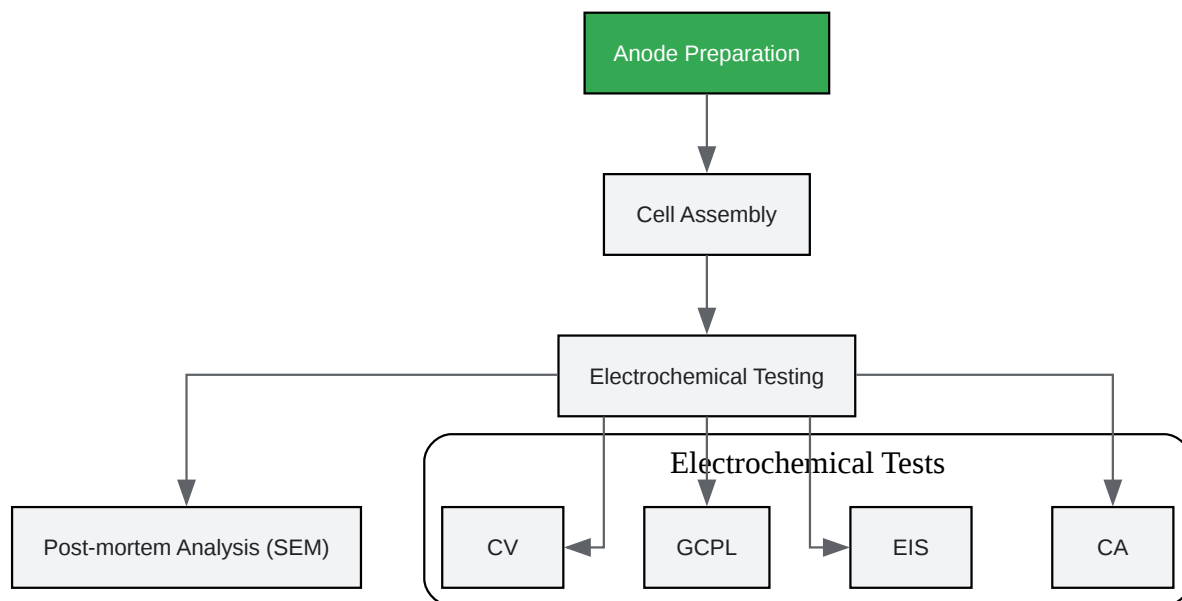 Anode Preparation
Cell Assembly
Electrochemical Testing
Electrochemical Tests
Post-mortem Analysis (SEM)
CV
GCPL
EIS
CA